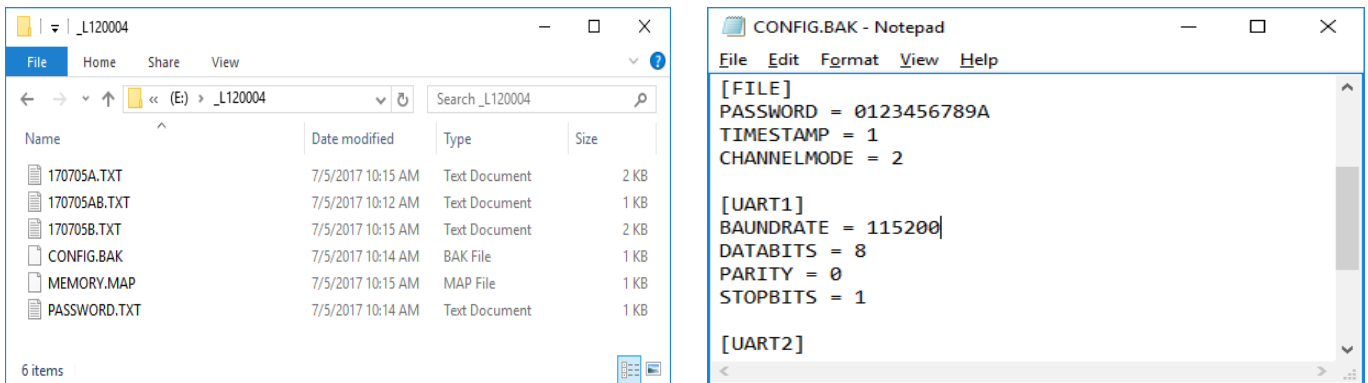 _L120004
File Home Share View
« (E:) › _L120004
Search _L120004
Name Date modified Type Size
170705A.TXT 7/5/2017 10:15 AM Text Document 2 KB
170705AB.TXT 7/5/2017 10:12 AM Text Document 1 KB
170705B.TXT 7/5/2017 10:15 AM Text Document 2 KB
CONFIG.BAK 7/5/2017 10:14 AM BAK File 1 KB
MEMORY.MAP 7/5/2017 10:15 AM MAP File 1 KB
PASSWORD.TXT 7/5/2017 10:14 AM Text Document 1 KB
6 items
CONFIG.BAK - Notepad
File Edit Format View Help
[FILE]
PASSWORD = 0123456789A
TIMESTAMP = 1
CHANNELMODE = 2
[UART1]
BAUNDRATE = 115200
DATABITS = 8
PARITY = 0
STOPBITS = 1
[UART2]